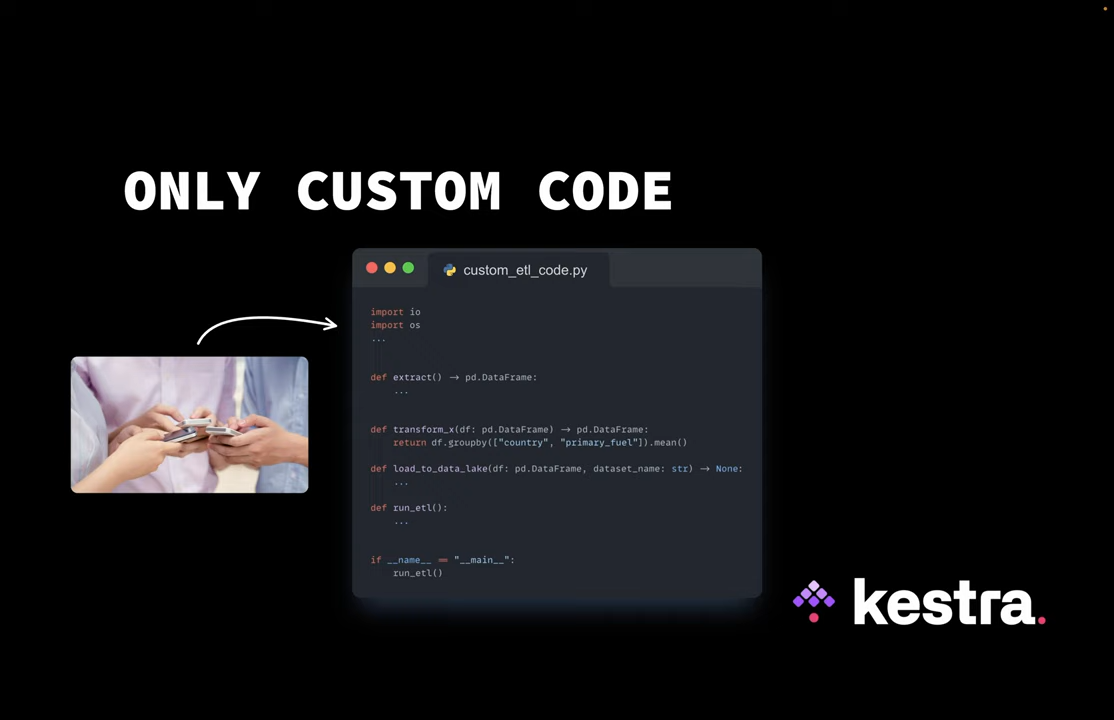 ONLY CUSTOM CODE
custom_etl_code.py
import io
import os
...
def extract() → pd.DataFrame:
...
def transform_x(df: pd.DataFrame) → pd.DataFrame:
return df.groupby(["country", "primary_fuel"]).mean()
def load_to_data_lake(df: pd.DataFrame, dataset_name: str) → None:
...
def run_etl():
...
if __name__ == "__main__":
run_etl()
kestra.